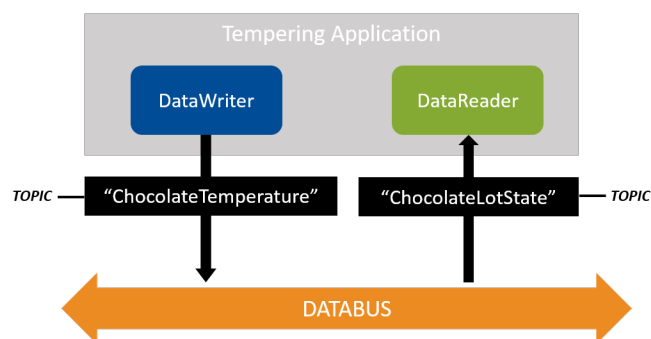 Tempering Application
DataWriter
DataReader
TOPIC
“ChocolateTemperature”
“ChocolateLotState”
TOPIC
DATABUS